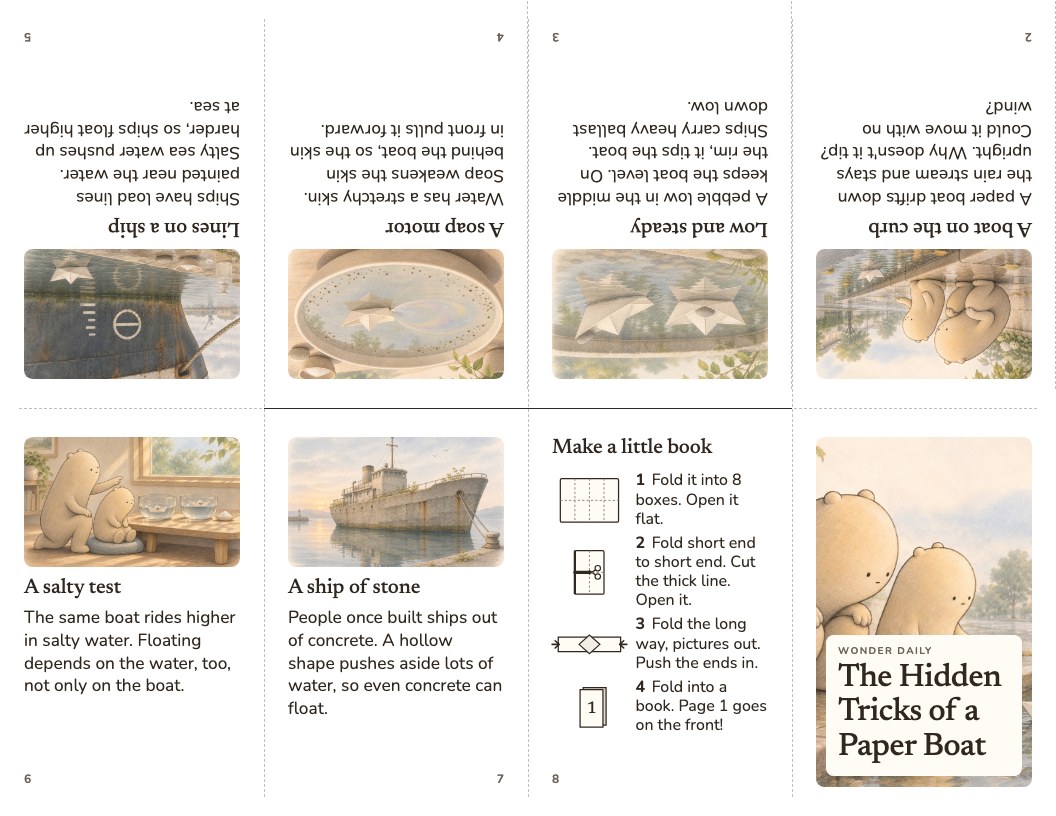 WONDER DAILY
The Hidden
Tricks of a
Paper Boat
A boat on the curb
A paper boat drifts down
the rain stream and stays
upright. Why doesn't it tip?
Could it move with no
wind?
2
Low and steady
A pebble low in the middle
keeps the boat level. On
the rim, it tips the boat.
Ships carry heavy ballast
down low.
3
A soap motor
Water has a stretchy skin.
Soap weakens the skin
behind the boat, so the skin
in front pulls it forward.
4
Lines on a ship
Ships have load lines
painted near the water.
Salty sea water pushes up
harder, so ships float higher
at sea.
5
A salty test
The same boat rides higher
in salty water. Floating
depends on the water, too,
not only on the boat.
6
A ship of stone
People once built ships out
of concrete. A hollow
shape pushes aside lots of
water, so even concrete can
float.
7
Make a little book
1 Fold it into 8
boxes. Open it
flat.
2 Fold short end
to short end. Cut
the thick line.
Open it.
3 Fold the long
way, pictures out.
Push the ends in.
4 Fold into a
book. Page 1 goes
on the front!
1
8